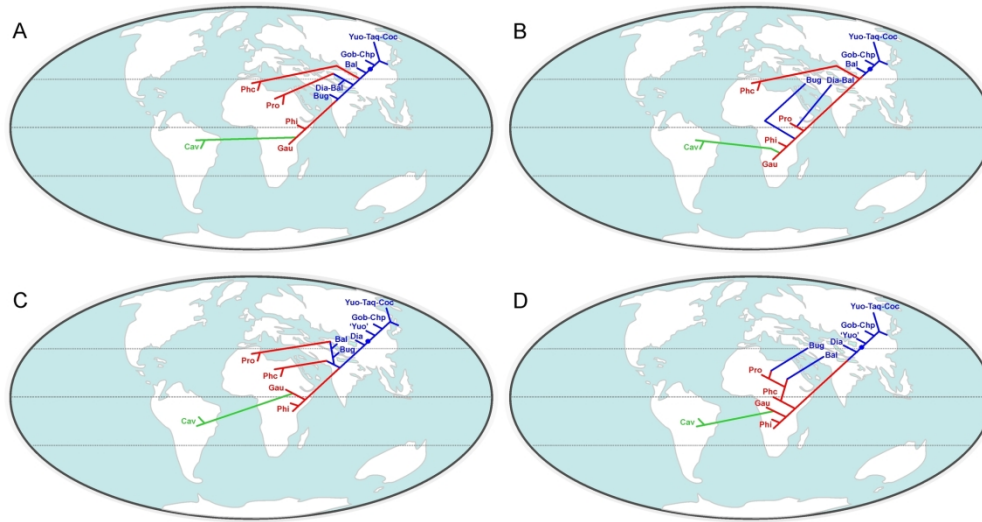 A
Yuo-Taq-Coc
Gob-Chp
Bal
Dia-Bal
Bug
Phc
Pro
Phi
Cav
Gau
B
Yuo-Taq-Coc
Gob-Chp
Bal
Bug
Dia-Bal
Phc
Pro
Phi
Cav
Gau
C
Yuo-Taq-Coc
Gob-Chp
'Yuo'
Dia
Bal
Bug
Pro
Phc
Gau
Phi
Cav
D
Yuo-Taq-Coc
Gob-Chp
'Yuo'
Dia
Bug
Bal
Pro
Phc
Gau
Cav
Phi